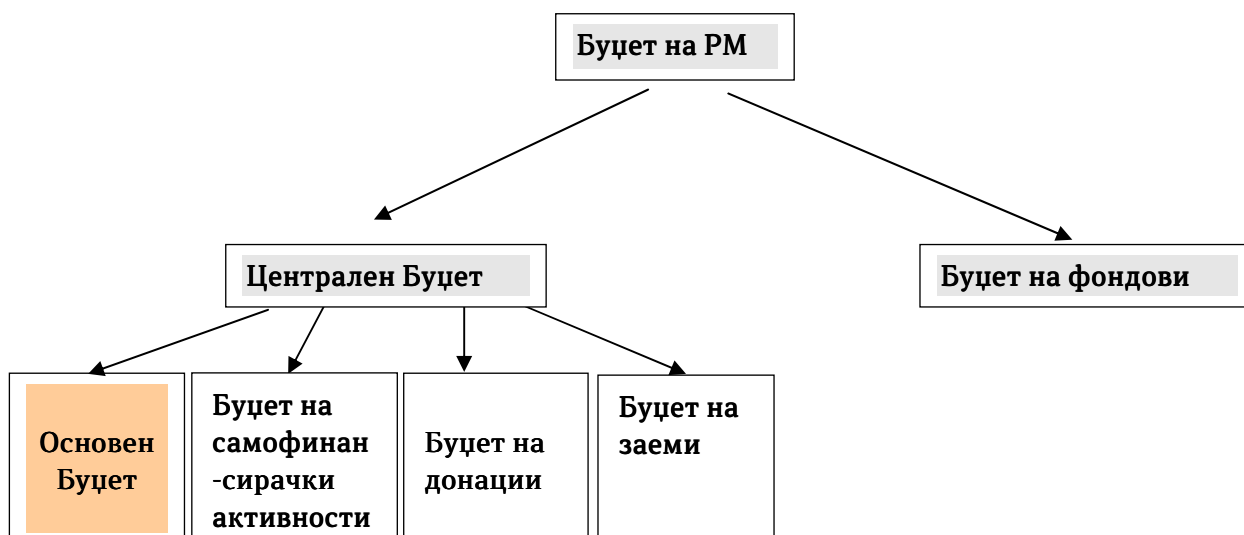 Буџет на РМ
Централен Буџет
Буџет на фондови
Основен
Буџет
Буџет на
самофинан
-сирачки
активности
Буџет на
донации
Буџет на
заеми